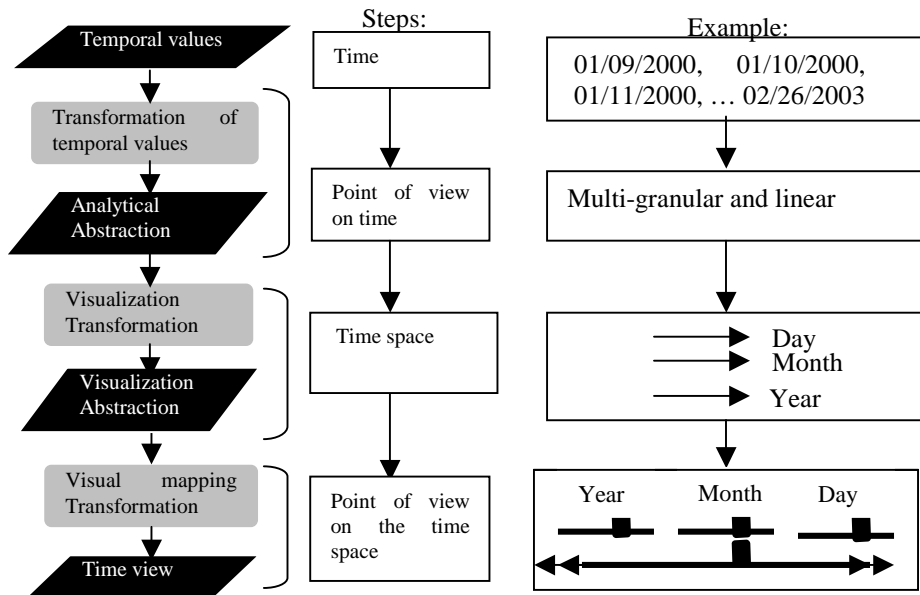 Temporal values
Transformation of
temporal values
Analytical
Abstraction
Visualization
Transformation
Visualization
Abstraction
Visual mapping
Transformation
Time view
Steps:
Time
Point of view
on time
Time space
Point of view
on the time
space
Example:
01/09/2000, 01/10/2000,
01/11/2000, … 02/26/2003
Multi-granular and linear
Day
Month
Year
Year Month Day